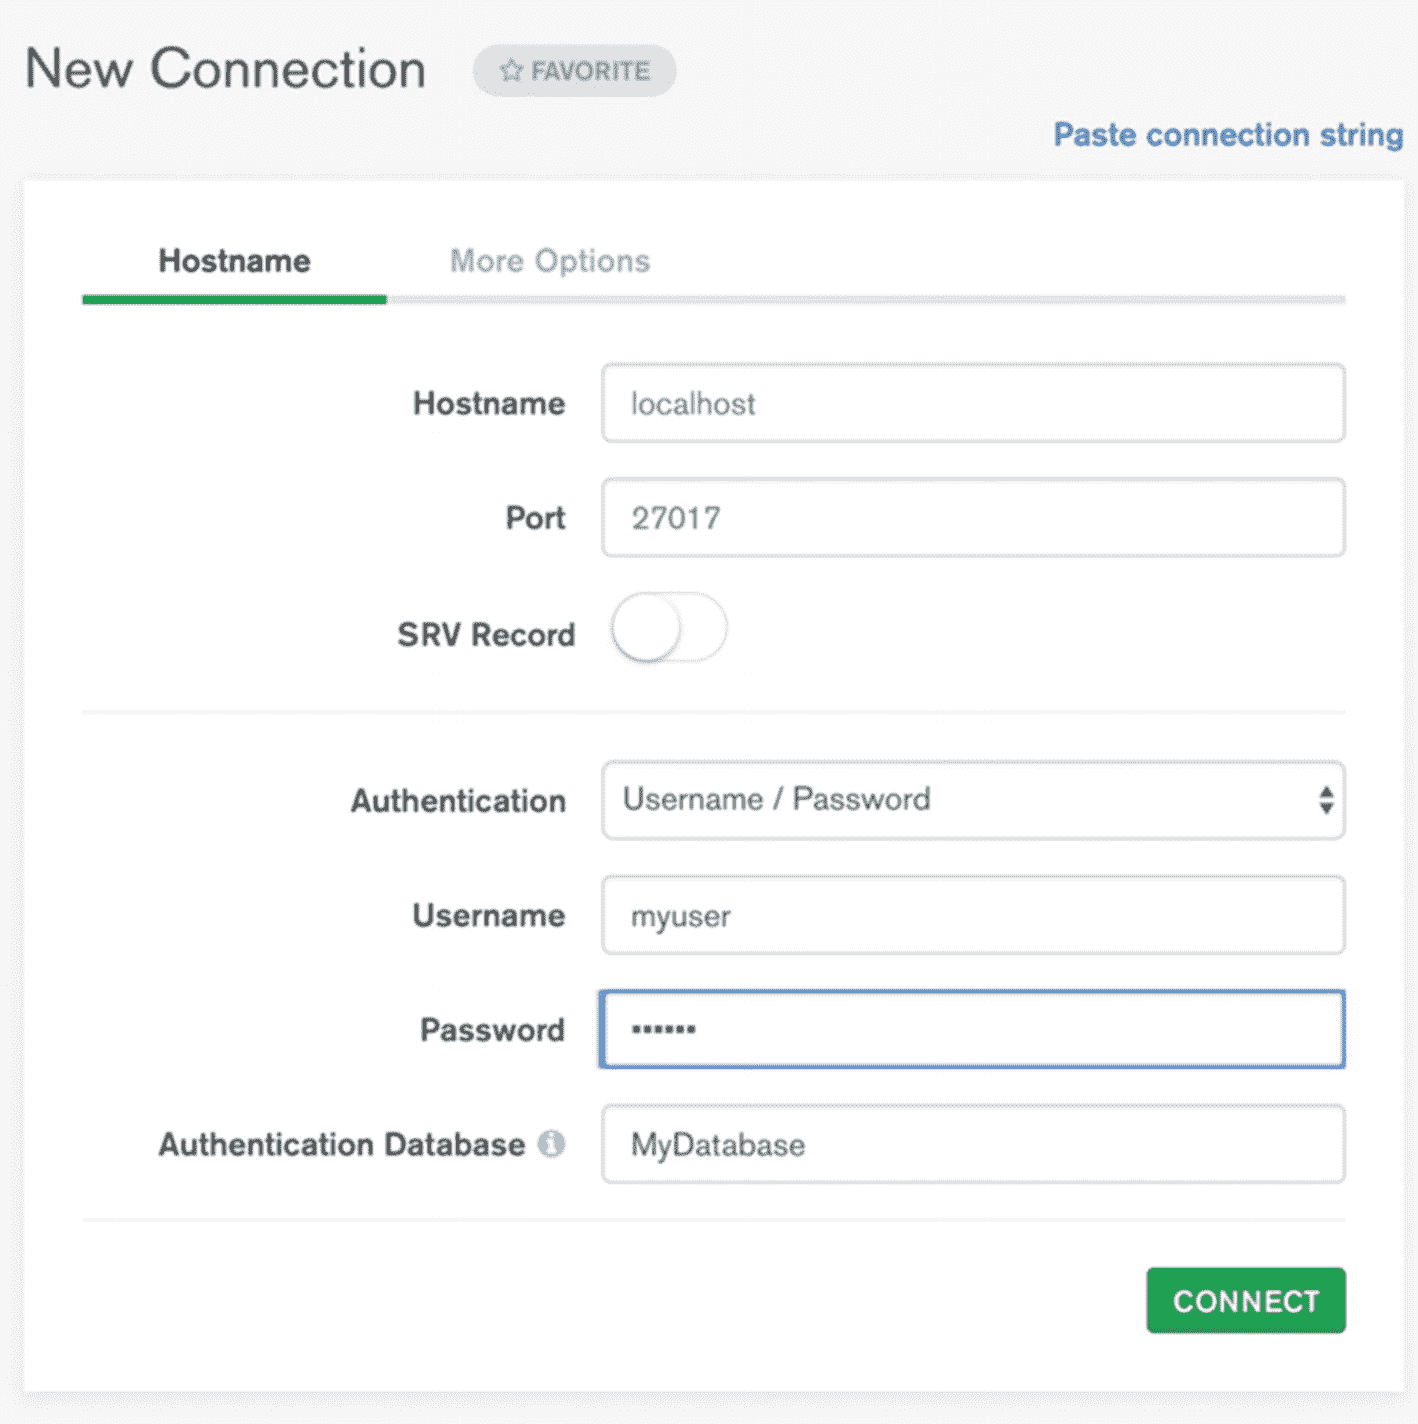 New Connection
FAVORITE
Paste connection string
Hostname
More Options
Hostname
localhost
Port
27017
SRV Record
Authentication
Username / Password
Username
myuser
Password
••••••
Authentication Database
MyDatabase
CONNECT